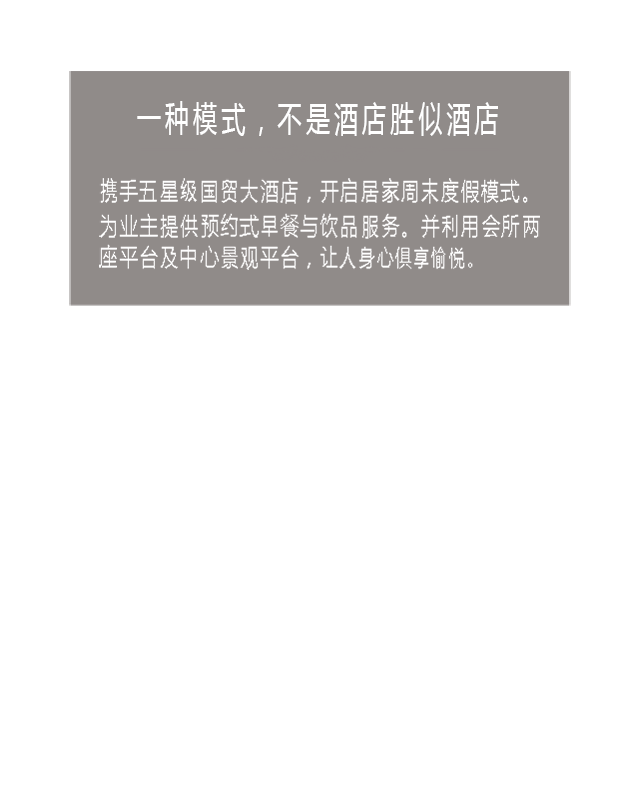 一种模式，不是酒店胜似酒店
携手五星级国贸大酒店，开启居家周末度假模式。
为业主提供预约式早餐与饮品服务。并利用会所两
座平台及中心景观平台，让人身心俱享愉悦。